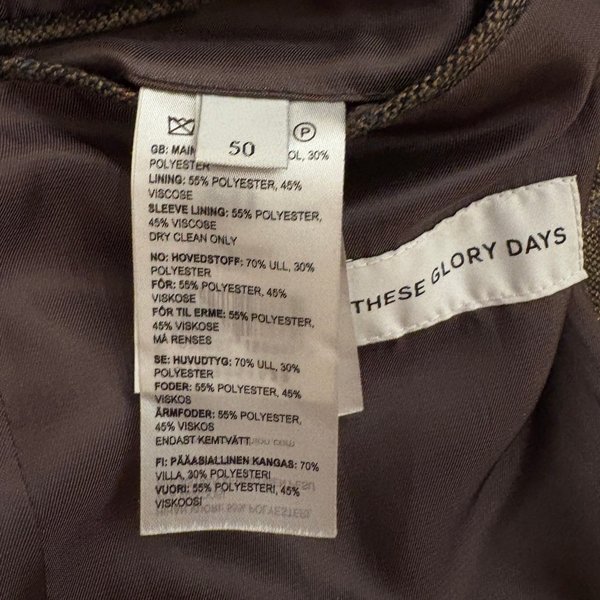 P
50
GB: MAIN OL, 30%
POLYESTER
LINING: 55% POLYESTER, 45%
VISCOSE
SLEEVE LINING: 55% POLYESTER,
45% VISCOSE
DRY CLEAN ONLY
NO: HOVEDSTOFF: 70% ULL, 30%
POLYESTER
FÔR: 55% POLYESTER, 45%
VISKOSE
FÔR TIL ERME: 55% POLYESTER,
45% VISKOSE
MÅ RENSES
SE: HUVUDTYG: 70% ULL, 30%
POLYESTER
FODER: 55% POLYESTER, 45%
VISKOS
ÄRMFODER: 55% POLYESTER,
45% VISKOS
ENDAST KEMTVÄTT
FI: PÄÄASIALLINEN KANGAS: 70%
VILLA, 30% POLYESTERI
VUORI: 55% POLYESTERI, 45%
VISKOOSI
THESE GLORY DAYS